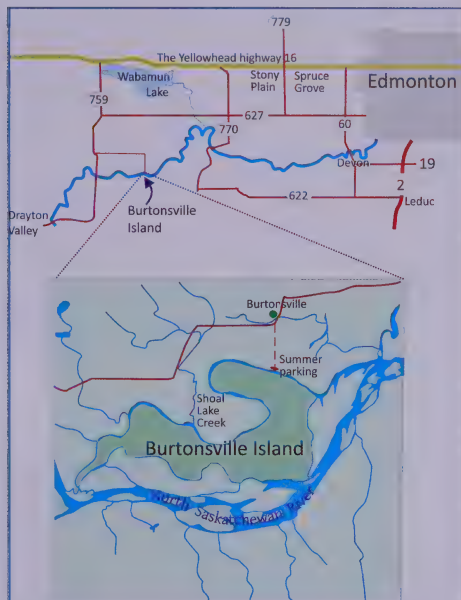 779
The Yellowhead highway 16
Wabamun
Lake
Stony
Plain
Spruce
Grove
Edmonton
759
627
770
60
Devon
19
2
622
Leduc
Drayton
Valley
Burtonsville
Island
Burtonsville
Summer
parking
Shoal
Lake
Creek
Burtonsville Island
North Saskatchewan River